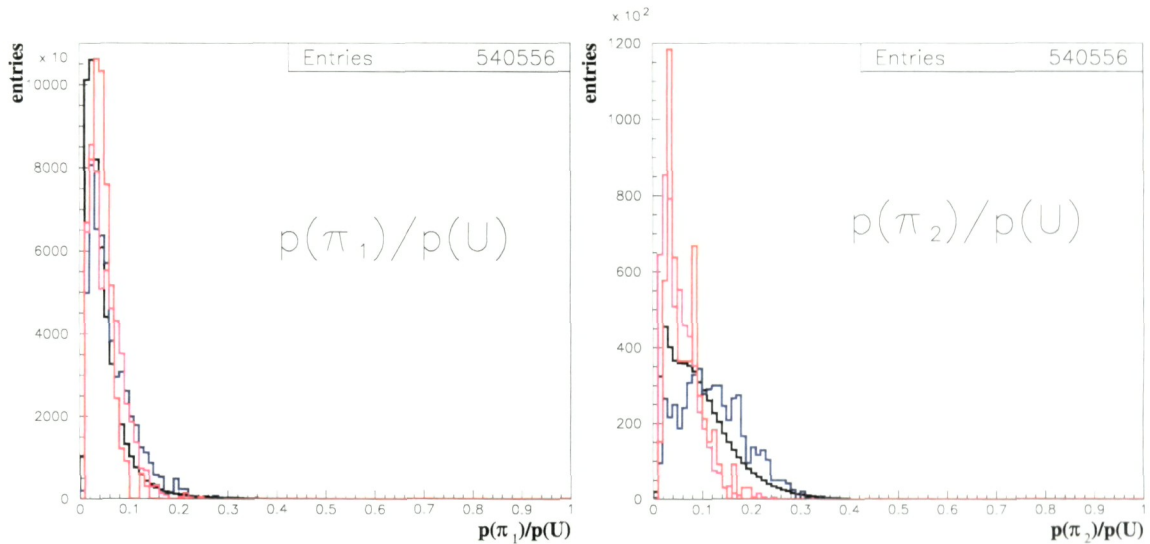 × 10
entries
Entries 540556
10000
8000
6000
4000
2000
0
p(π₁)/p(U)
0 0.1 0.2 0.3 0.4 0.5 0.6 0.7 0.8 0.9 1
p(π₁)/p(U)
× 10²
entries
Entries 540556
1200
1000
800
600
400
200
0
p(π₂)/p(U)
0 0.1 0.2 0.3 0.4 0.5 0.6 0.7 0.8 0.9 1
p(π₂)/p(U)